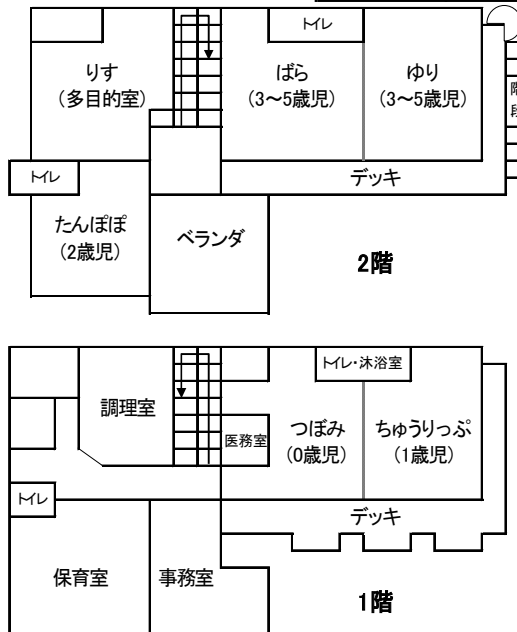 トイレ
りす
(多目的室)
ばら
(3~5歳児)
ゆり
(3~5歳児)
階
段
トイレ
デッキ
たんぽぽ
(2歳児)
ベランダ
2階
トイレ・沐浴室
調理室
医務室
つぼみ
(0歳児)
ちゅうりっぷ
(1歳児)
トイレ
デッキ
保育室
事務室
1階